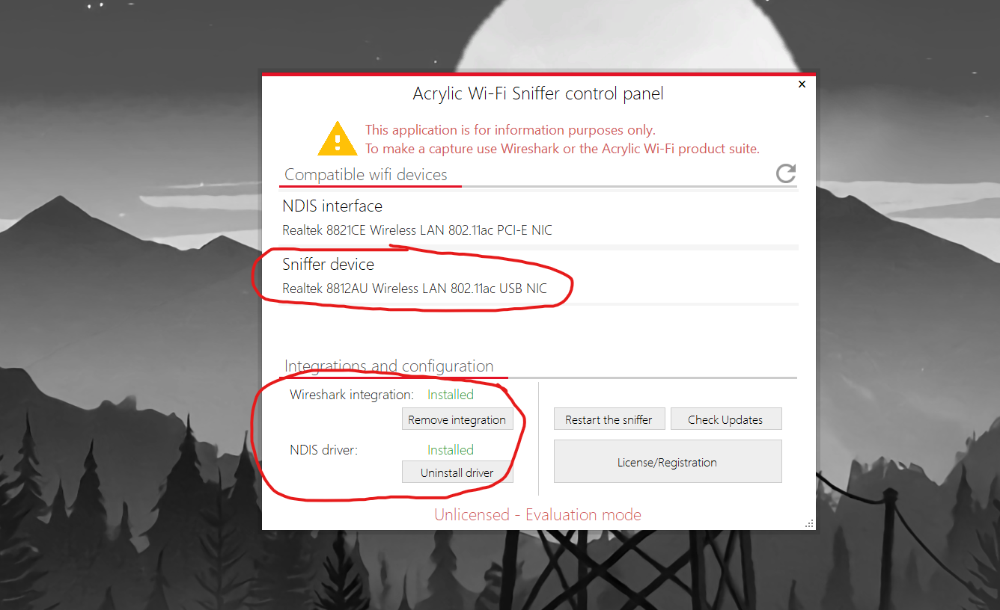 Acrylic Wi-Fi Sniffer control panel
This application is for information purposes only.
To make a capture use Wireshark or the Acrylic Wi-Fi product suite.
Compatible wifi devices
NDIS interface
Realtek 8821CE Wireless LAN 802.11ac PCI-E NIC
Sniffer device
Realtek 8812AU Wireless LAN 802.11ac USB NIC
Integrations and configuration
Wireshark integration: Installed
Remove integration
Restart the sniffer
Check Updates
NDIS driver: Installed
Uninstall driver
License/Registration
Unlicensed - Evaluation mode